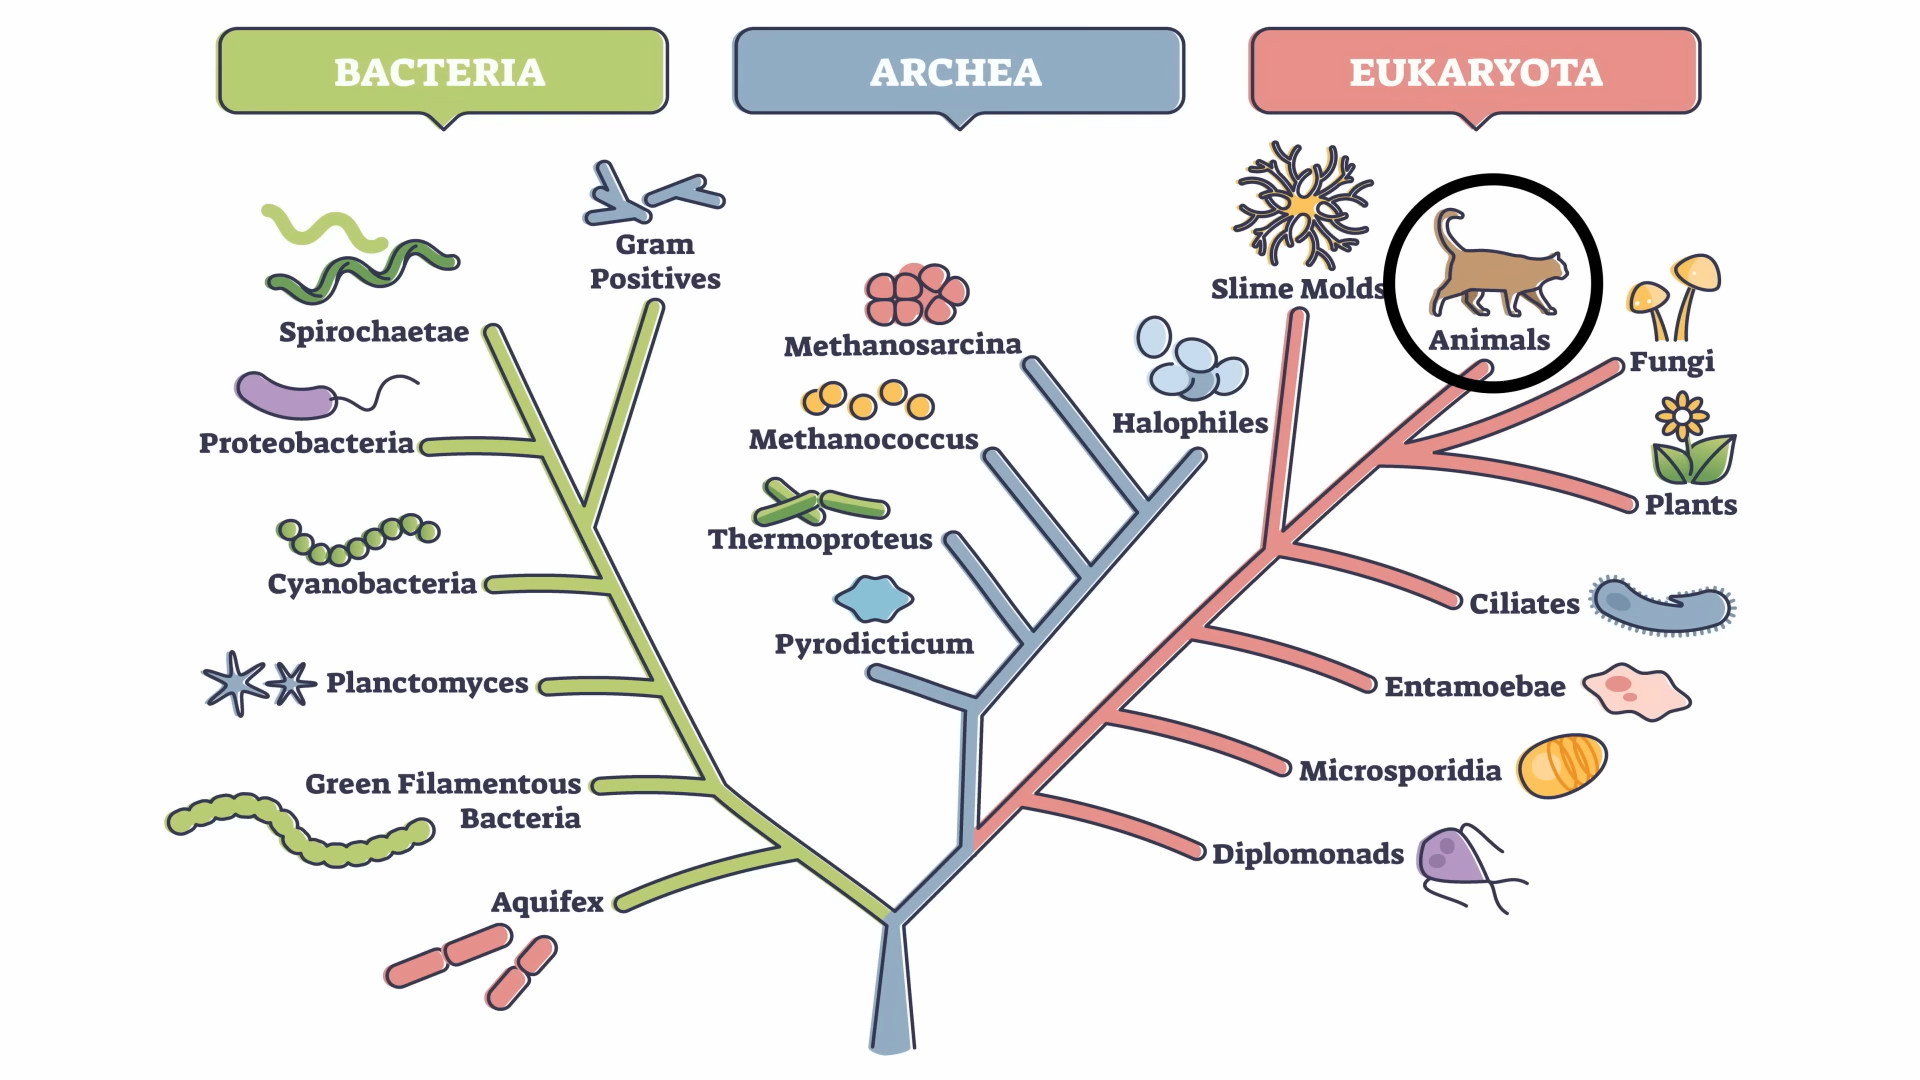 BACTERIA
ARCHEA
EUKARYOTA
Gram
Positives
Spirochaetae
Proteobacteria
Cyanobacteria
Planctomyces
Green Filamentous
Bacteria
Aquifex
Methanosarcina
Methanococcus
Thermoproteus
Pyrodicticum
Halophiles
Slime Molds
Animals
Fungi
Plants
Ciliates
Entamoebae
Microsporidia
Diplomonads